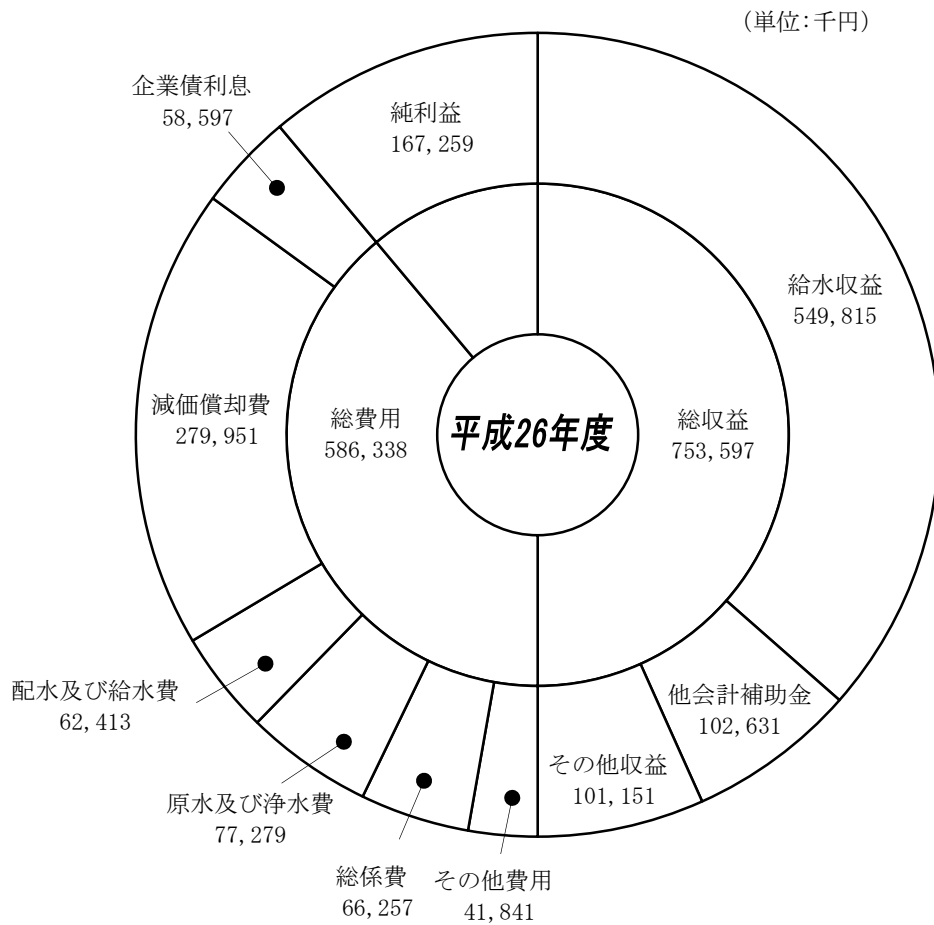 (単位:千円)
企業債利息
58,597
純利益
167,259
給水収益
549,815
減価償却費
279,951
総費用
586,338
平成26年度
総収益
753,597
配水及び給水費
62,413
他会計補助金
102,631
その他収益
101,151
原水及び浄水費
77,279
総係費
66,257
その他費用
41,841